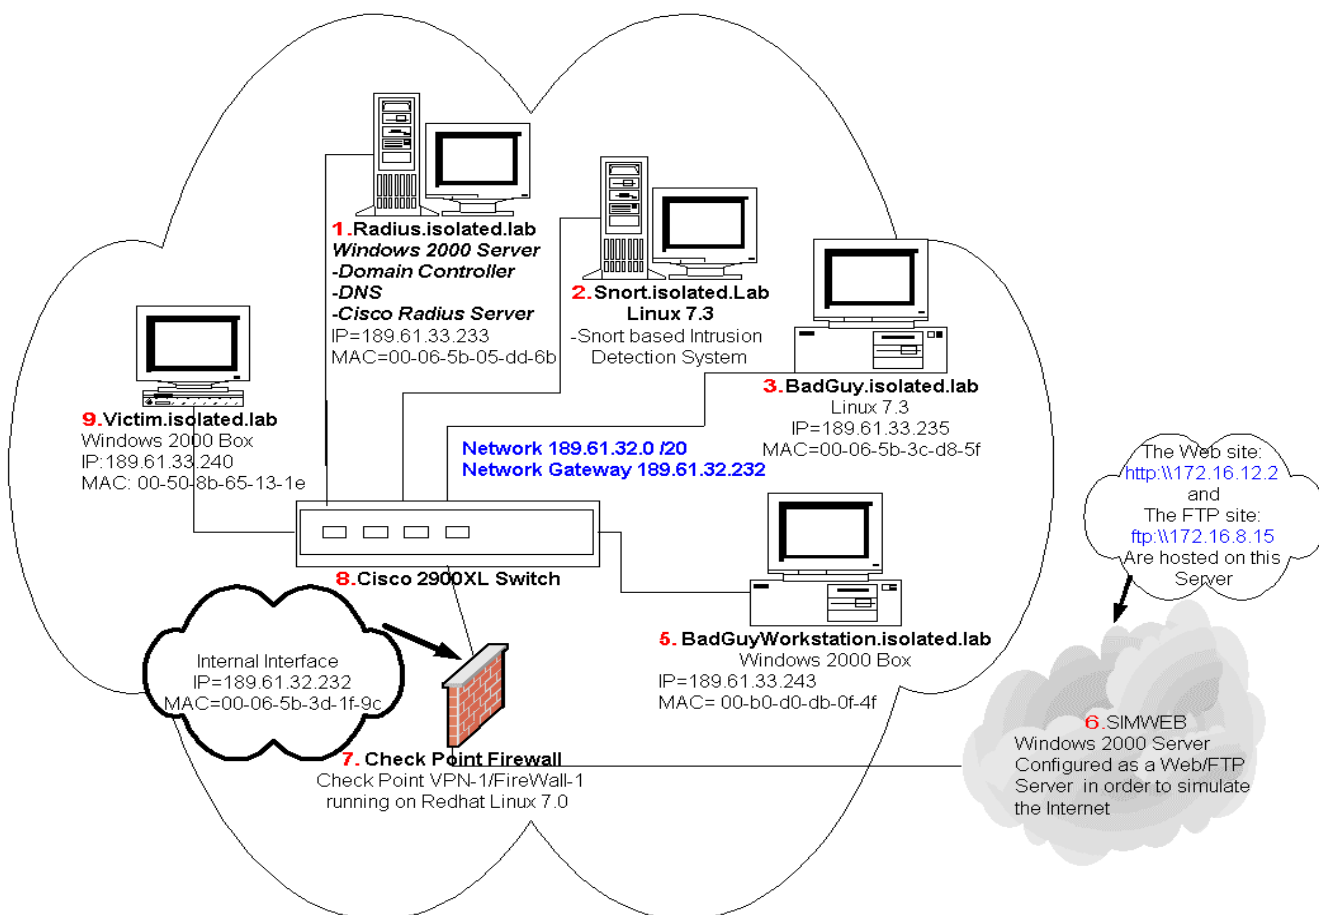 1.Radius.isolated.lab
Windows 2000 Server
-Domain Controller
-DNS
-Cisco Radius Server
IP=189.61.33.233
MAC=00-06-5b-05-dd-6b
2. Snort.isolated.Lab
Linux 7.3
-Snort based Intrusion
Detection System
3.BadGuy.isolated.lab
Linux 7.3
IP=189.61.33.235
MAC=00-06-5b-3c-d8-5f
9.Victim.isolated.lab
Windows 2000 Box
IP:189.61.33.240
MAC: 00-50-8b-65-13-1e
Network 189.61.32.0 /20
Network Gateway 189.61.32.232
The Web site:
http:\\172.16.12.2
and
The FTP site:
ftp:\\172.16.8.15
Are hosted on this
Server
8.Cisco 2900XL Switch
5. BadGuyWorkstation.isolated.lab
Windows 2000 Box
IP=189.61.33.243
MAC= 00-b0-d0-db-0f-4f
Internal Interface
IP=189.61.32.232
MAC=00-06-5b-3d-1f-9c
6.SIMWEB
Windows 2000 Server
Configured as a Web/FTP
Server in order to simulate
the Internet
7. Check Point Firewall
Check Point VPN-1/FireWall-1
running on Redhat Linux 7.0